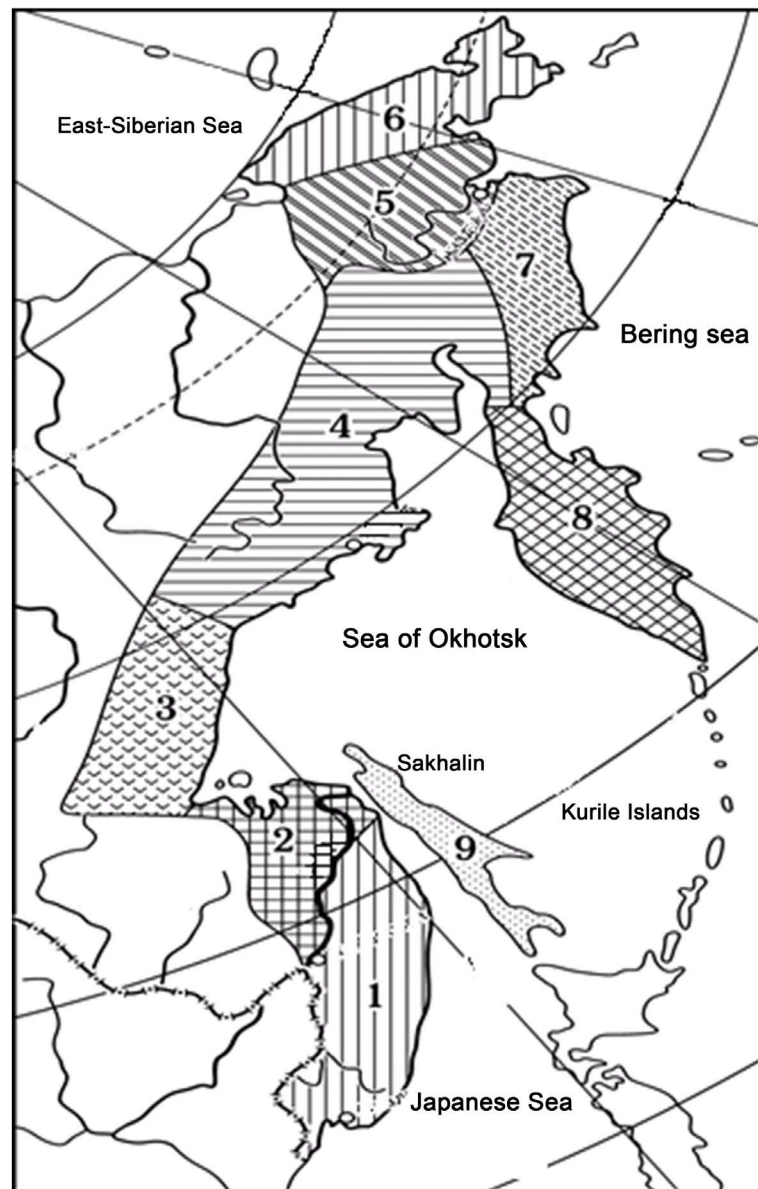 East-Siberian Sea
6
5
7
Bering sea
4
8
Sea of Okhotsk
3
Sakhalin
Kurile Islands
2
9
1
Japanese Sea